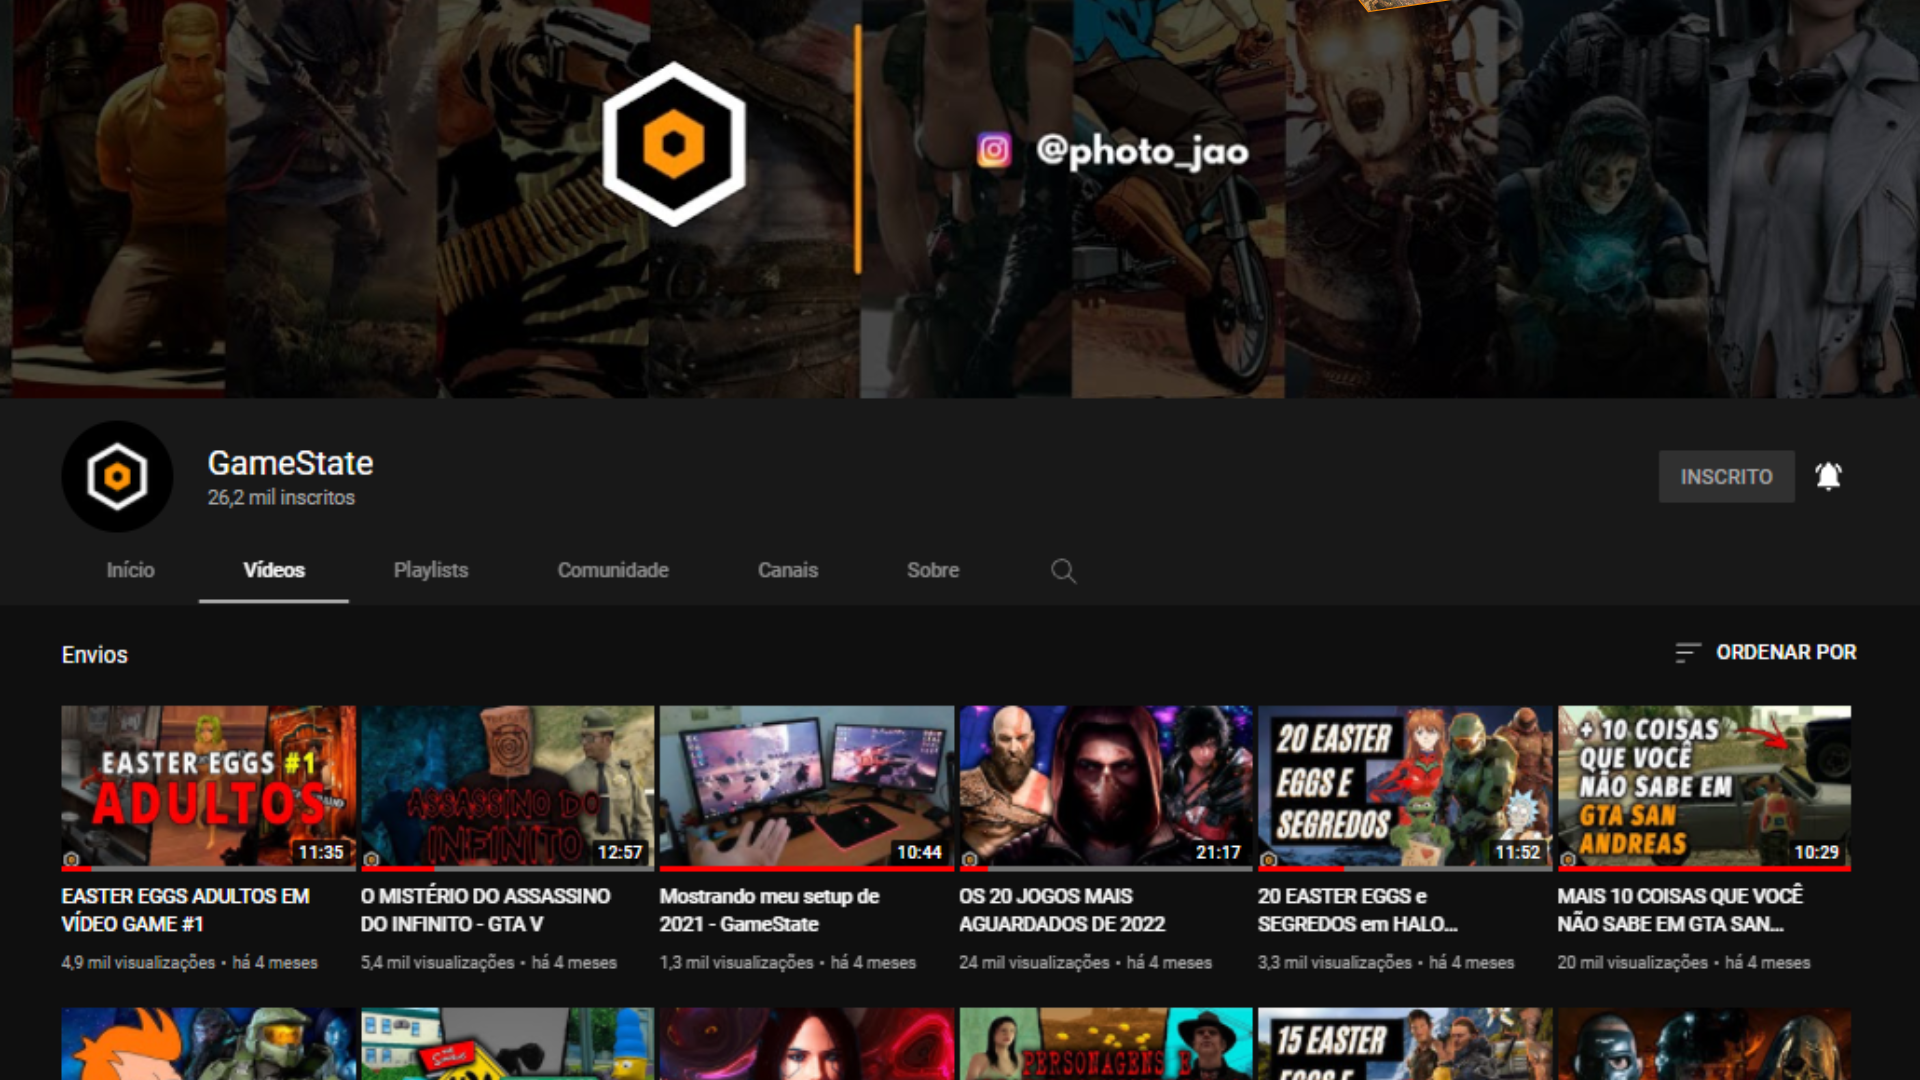 @photo_jao
GameState
26,2 mil inscritos
INSCRITO
Início
Vídeos
Playlists
Comunidade
Canais
Sobre
Envios
ORDENAR POR
EASTER EGGS #1
ADULTOS
11:35
ASSASSINO DO
INFINITO
12:57
10:44
21:17
20 EASTER
EGGS E
SEGREDOS
11:52
+ 10 COISAS
QUE VOCÊ
NÃO SABE EM
GTA SAN
ANDREAS
10:29
EASTER EGGS ADULTOS EM
VÍDEO GAME #1
4,9 mil visualizações • há 4 meses
O MISTÉRIO DO ASSASSINO
DO INFINITO - GTA V
5,4 mil visualizações • há 4 meses
Mostrando meu setup de
2021 - GameState
1,3 mil visualizações • há 4 meses
OS 20 JOGOS MAIS
AGUARDADOS DE 2022
24 mil visualizações • há 4 meses
20 EASTER EGGS e
SEGREDOS em HALO...
3,3 mil visualizações • há 4 meses
MAIS 10 COISAS QUE VOCÊ
NÃO SABE EM GTA SAN...
20 mil visualizações • há 4 meses
PERSONAGENS E
15 EASTER
EGGS E